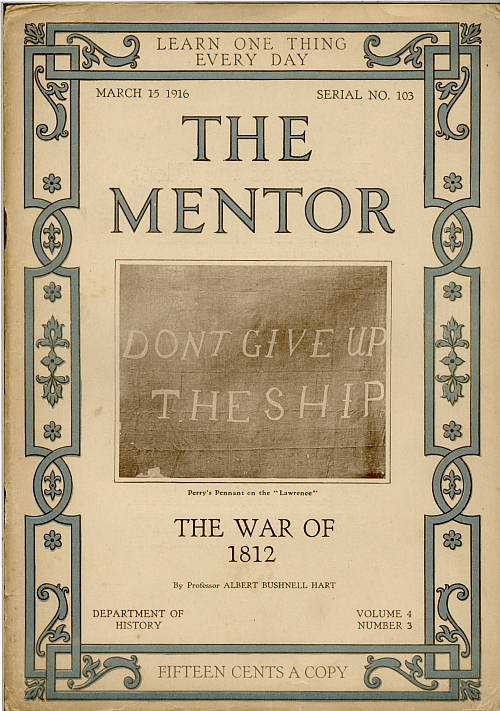 LEARN ONE THING
EVERY DAY
MARCH 15 1916
SERIAL NO. 103
THE
MENTOR
DONT GIVE UP
THE SHIP
Perry's Pennant on the "Lawrence"
THE WAR OF
1812
By Professor ALBERT BUSHNELL HART
DEPARTMENT OF
HISTORY
VOLUME 4
NUMBER 3
FIFTEEN CENTS A COPY